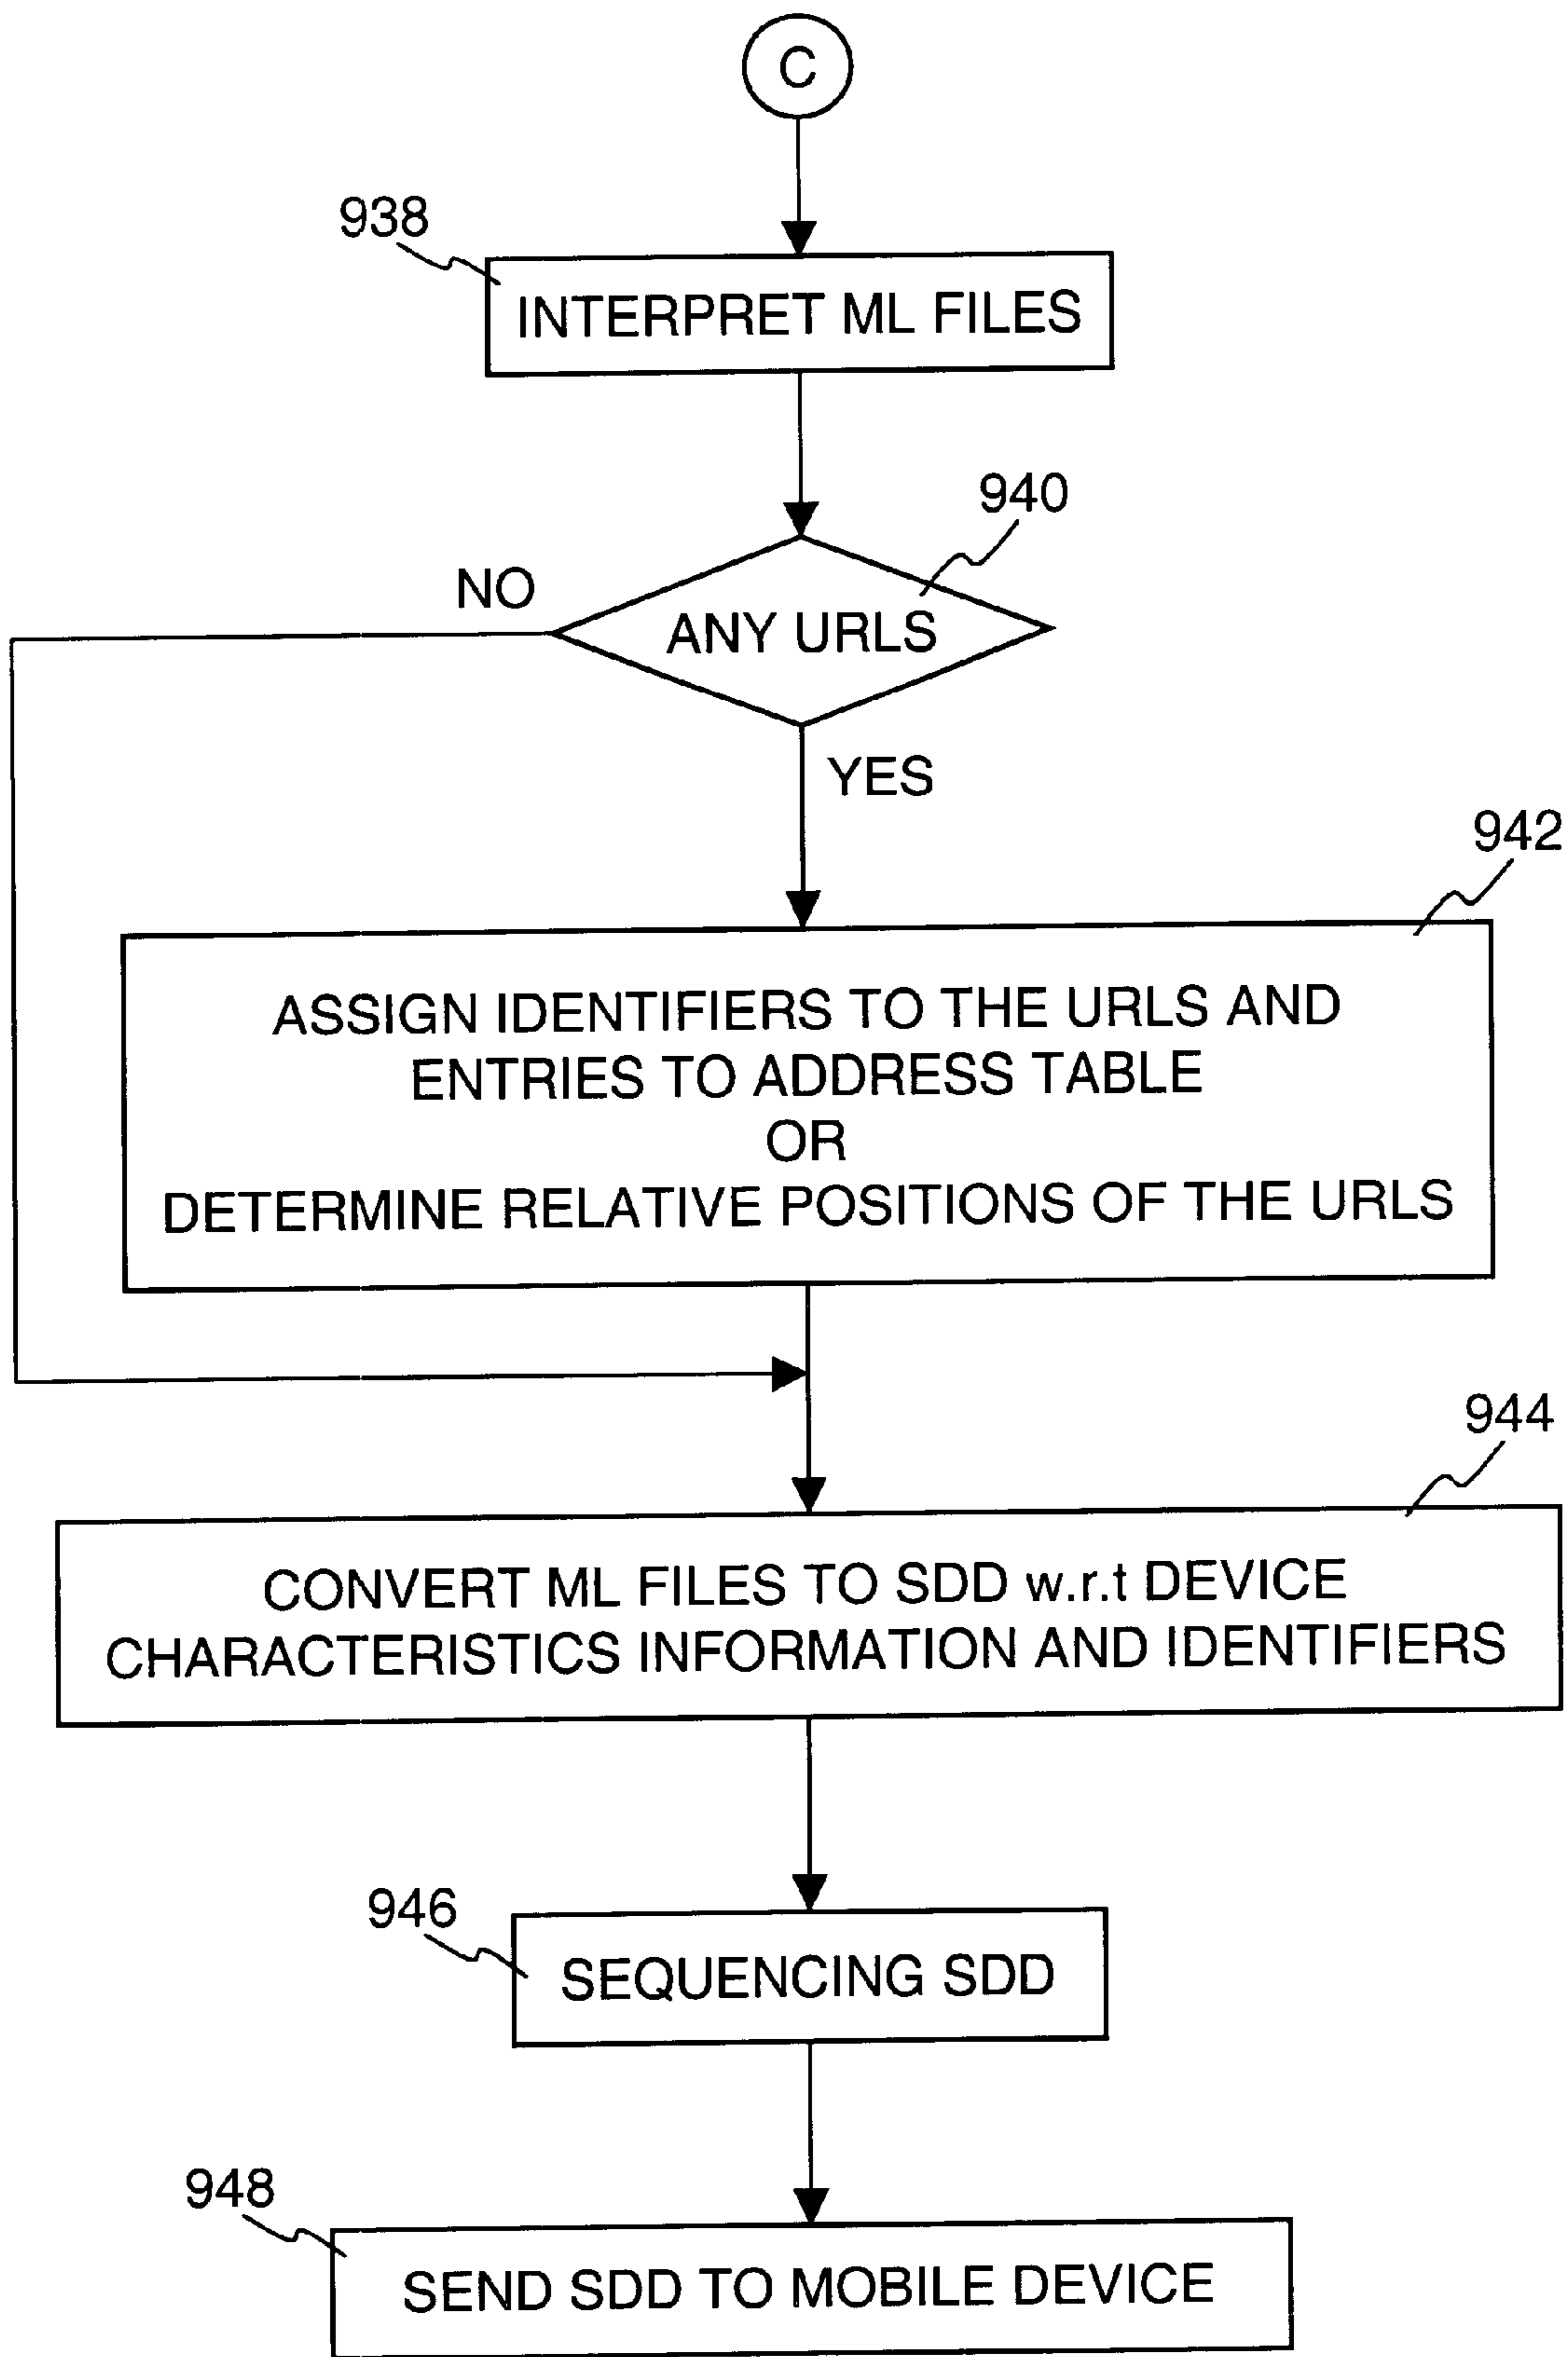 C
938
INTERPRET ML FILES
940
NO
ANY URLS
YES
942
ASSIGN IDENTIFIERS TO THE URLS AND
ENTRIES TO ADDRESS TABLE
OR
DETERMINE RELATIVE POSITIONS OF THE URLS
944
CONVERT ML FILES TO SDD w.r.t DEVICE
CHARACTERISTICS INFORMATION AND IDENTIFIERS
946
SEQUENCING SDD
948
SEND SDD TO MOBILE DEVICE